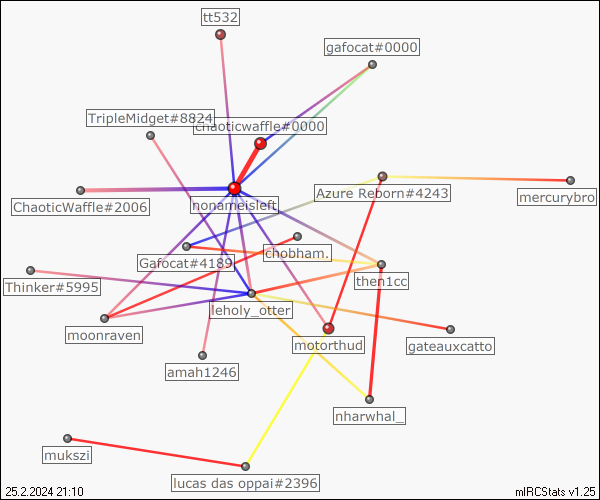 tt532
gafocat#0000
TripleMidget#8824
chaoticwaffle#0000
Azure Reborn#4243
mercurybro
ChaoticWaffle#2006
nonameisleft
chobham.
Gafocat#4189
then1cc
Thinker#5995
leholy_otter
moonraven
motorthud
gateauxcatto
amah1246
nharwhal_
mukszi
lucas das oppai#2396
25.2.2024 21:10
mIRCStats v1.25